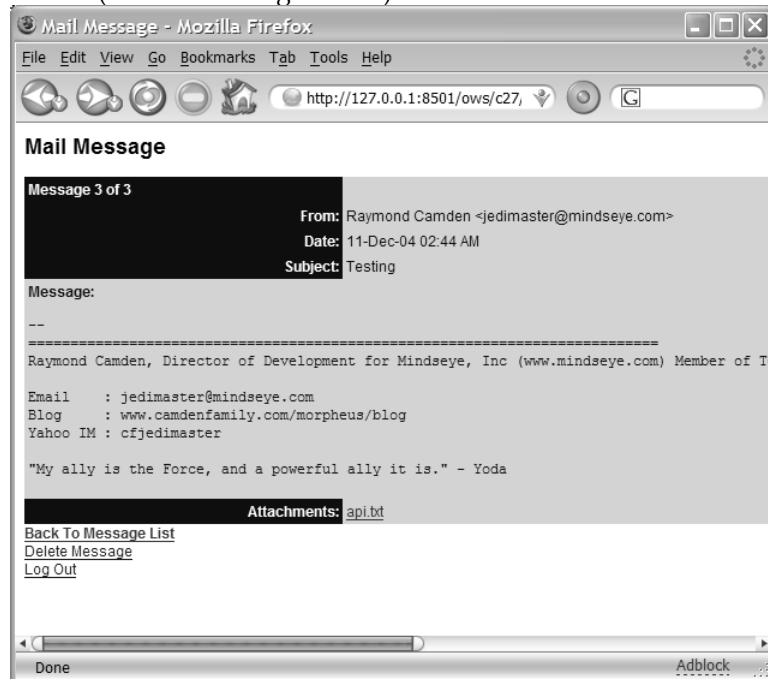 Mail Message - Mozilla Firefox
File Edit View Go Bookmarks Tab Tools Help
http://127.0.0.1:8501/ows/c27/
G
Mail Message
Message 3 of 3
From: Raymond Camden <jedimaster@mindseye.com>
Date: 11-Dec-04 02:44 AM
Subject: Testing
Message:
--
===========================================================================
Raymond Camden, Director of Development for Mindseye, Inc (www.mindseye.com) Member of T
Email : jedimaster@mindseye.com
Blog : www.camdenfamily.com/morpheus/blog
Yahoo IM : cfjedimaster
"My ally is the Force, and a powerful ally it is." - Yoda
Attachments: api.txt
Back To Message List
Delete Message
Log Out
Done Adblock